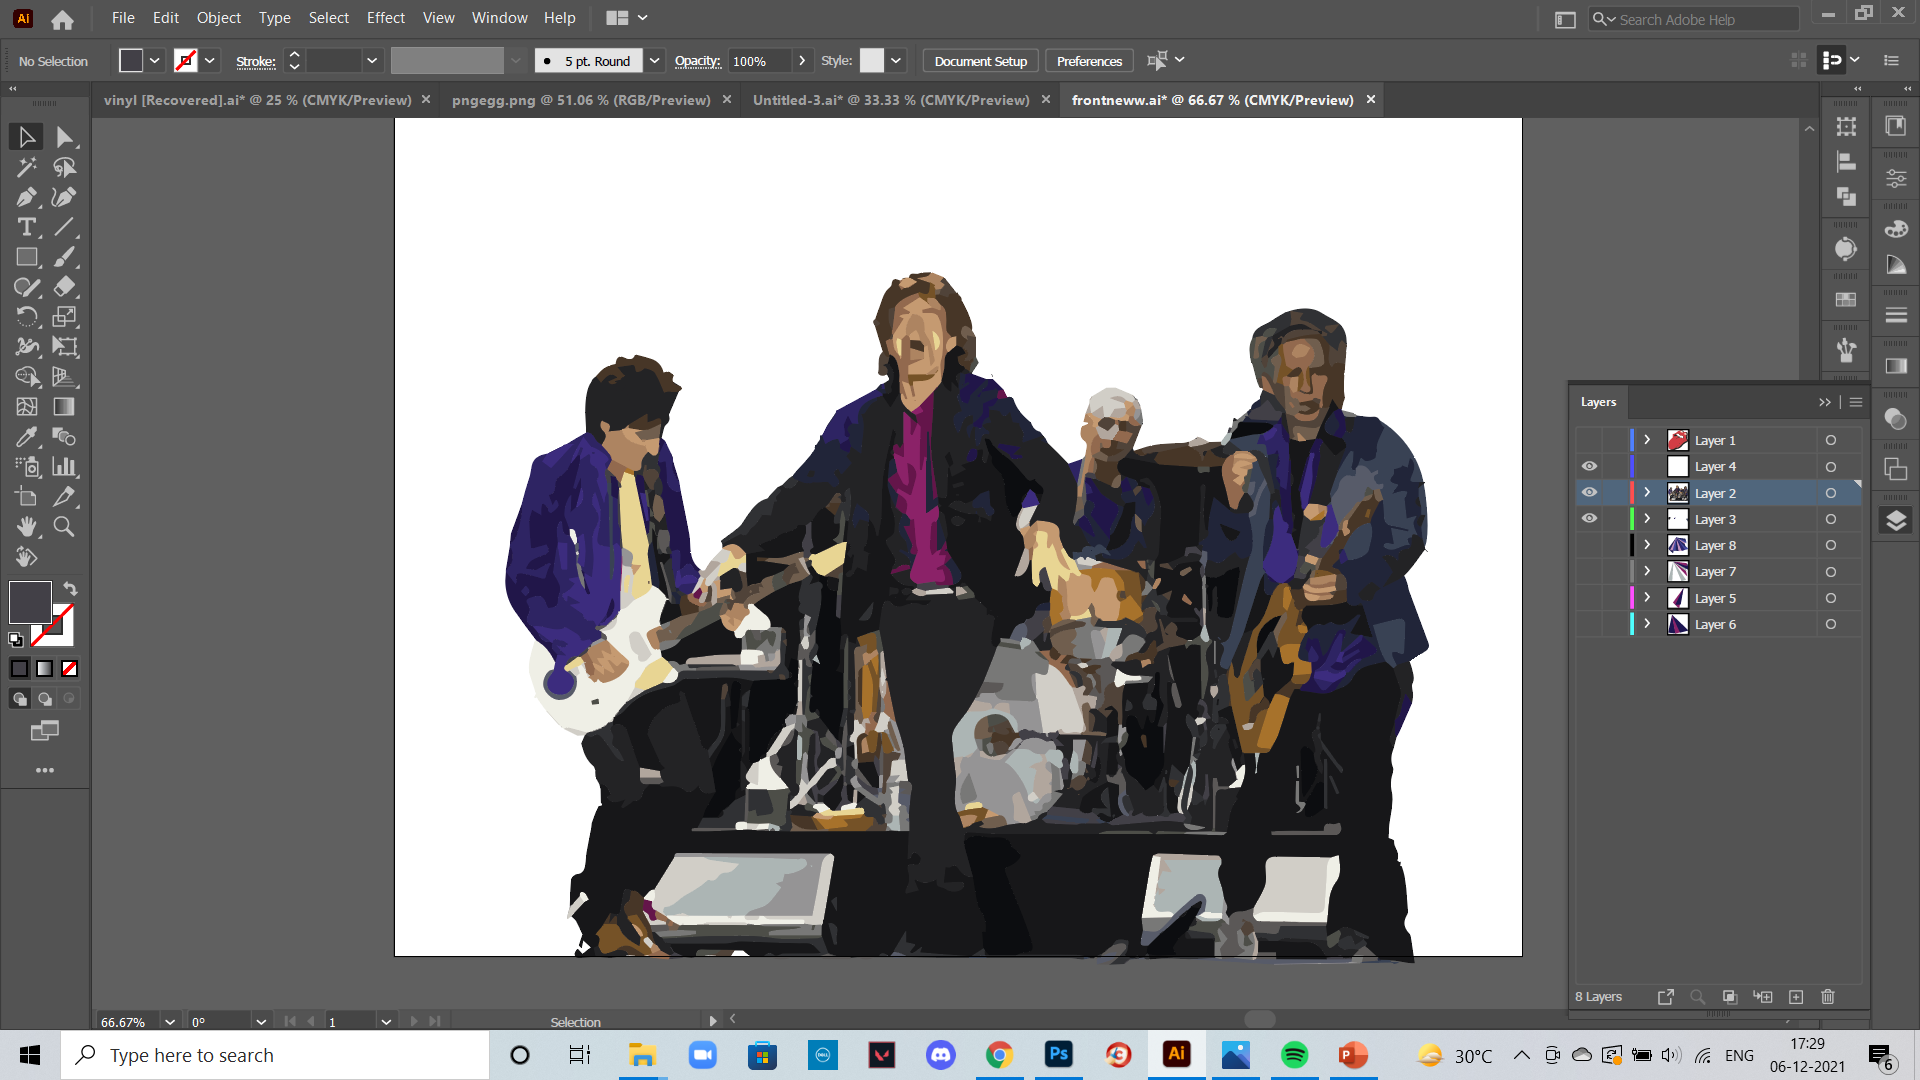 Ai File Edit Object Type Select Effect View Window Help Search Adobe Help
No Selection Stroke: 5 pt. Round Opacity: 100% Style: Document Setup Preferences
vinyl [Recovered].ai* @ 25 % (CMYK/Preview) pngegg.png @ 51.06 % (RGB/Preview) Untitled-3.ai* @ 33.33 % (CMYK/Preview) frontneww.ai* @ 66.67 % (CMYK/Preview)
Layers
Layer 1
Layer 4
Layer 2
Layer 3
Layer 8
Layer 7
Layer 5
Layer 6
8 Layers
66.67% 0° 1 Selection
Type here to search Ps Ai P 30°C ENG 17:29
06-12-2021 6